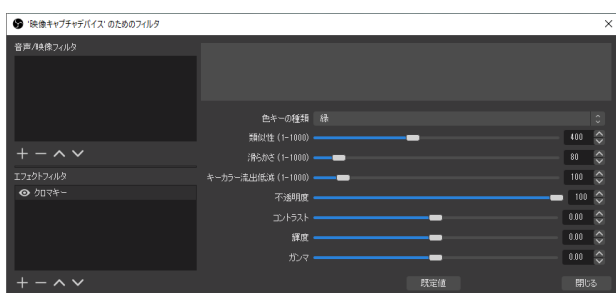 '映像キャプチャデバイス' のためのフィルタ
音声/映像フィルタ
色キーの種類 緑
類似性 (1-1000) 400
滑らかさ (1-1000) 80
エフェクトフィルタ
キーカラー流出低減 (1-1000) 100
クロマキー
不透明度 100
コントラスト 0.00
輝度 0.00
ガンマ 0.00
既定値 閉じる